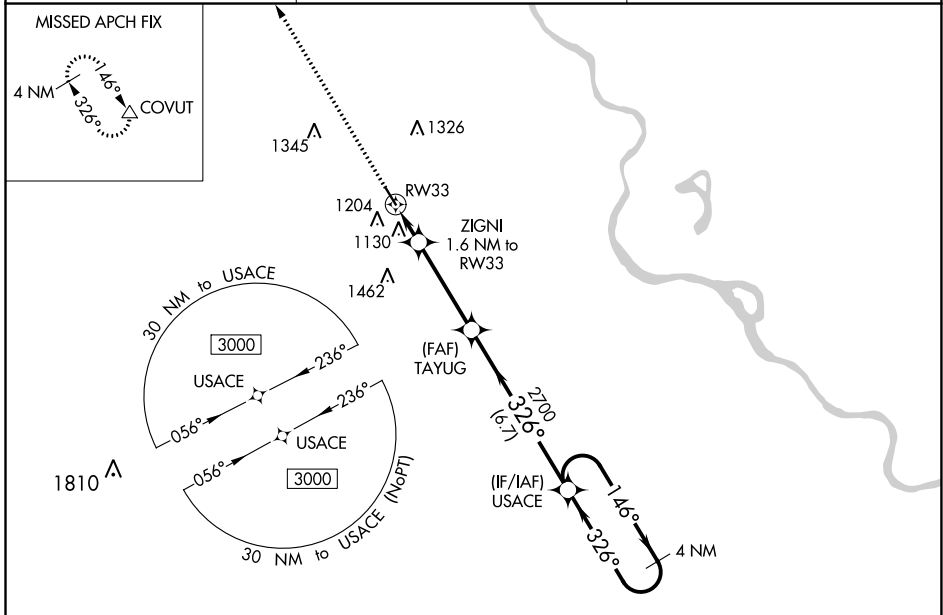 MISSED APCH FIX
4 NM
146°
326°
COVUT
1345
1326
RW33
1204
1130
ZIGNI
1.6 NM to
RW33
1462
30 NM to USACE
3000
USACE
236°
056°
(FAF)
TAYUG
236°
USACE
056°
3000
30 NM to USACE (NoPT)
1810
2700
326°
(6.7)
(IF/IAF)
USACE
146°
326°
4 NM